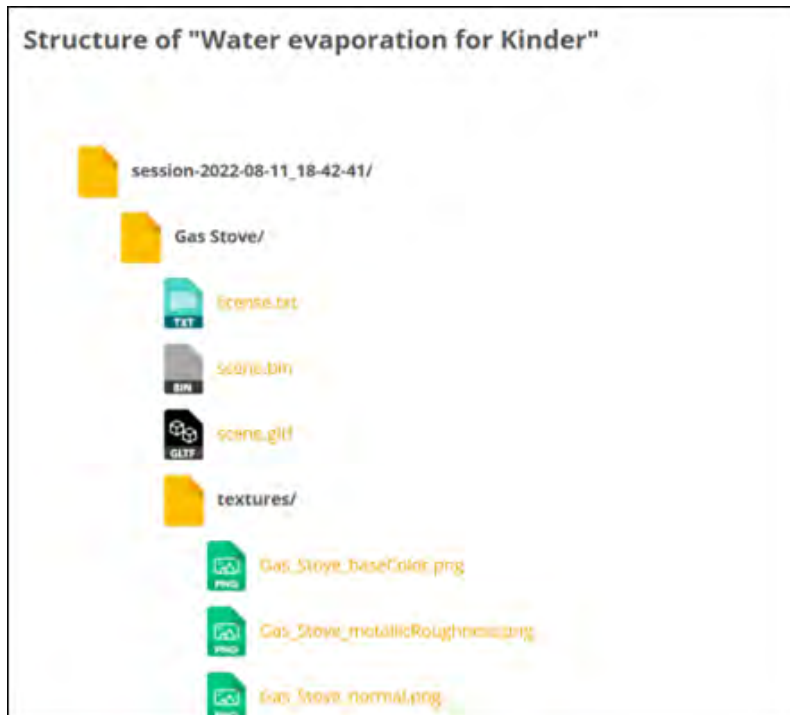 Structure of "Water evaporation for Kinder"
session-2022-08-11_18-42-41/
Gas Stove/
TXT license.txt
BIN scene.bin
GLTF scene.gltf
textures/
PNG Gas_Stove_baseColor.png
PNG Gas_Stove_metallicRoughness.png
Gas_Stove_normal.png